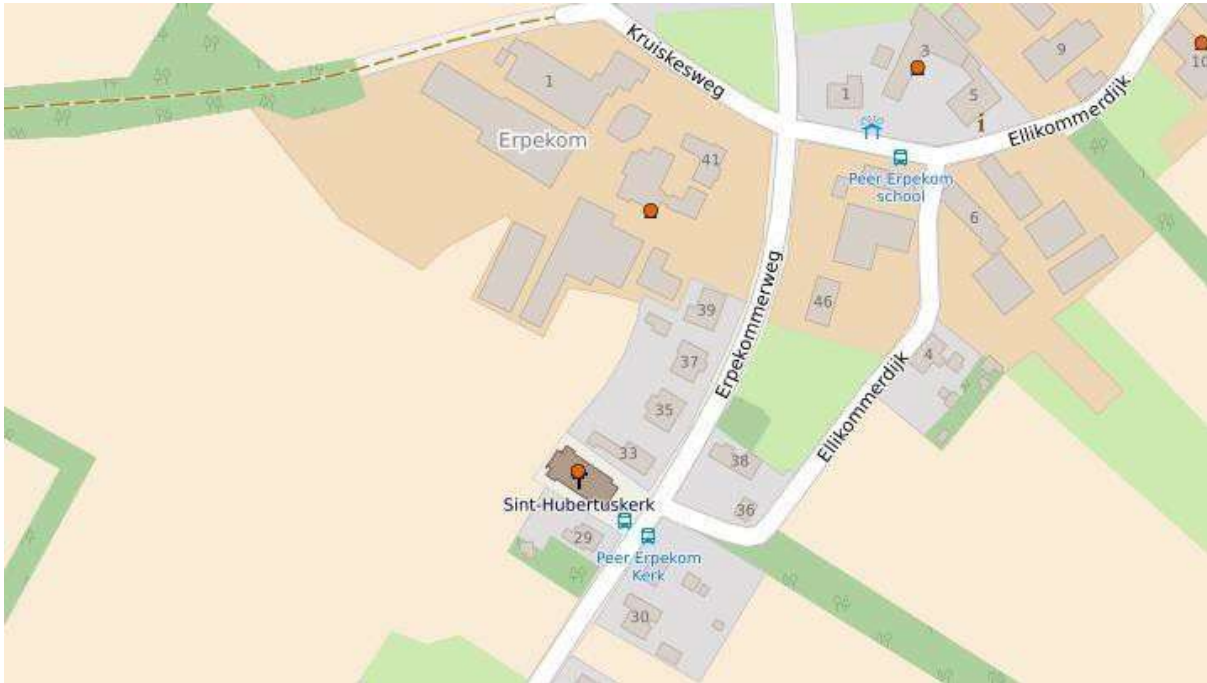 Kruiskesweg
3
9
10
1
1
5
i
Ellikommerdijk
Erpekom
41
Peer Erpekom
school
6
Erpekommerweg
46
39
37
4
35
Ellikommerdijk
33
38
Sint-Hubertuskerk
36
29
Peer Erpekom
Kerk
30